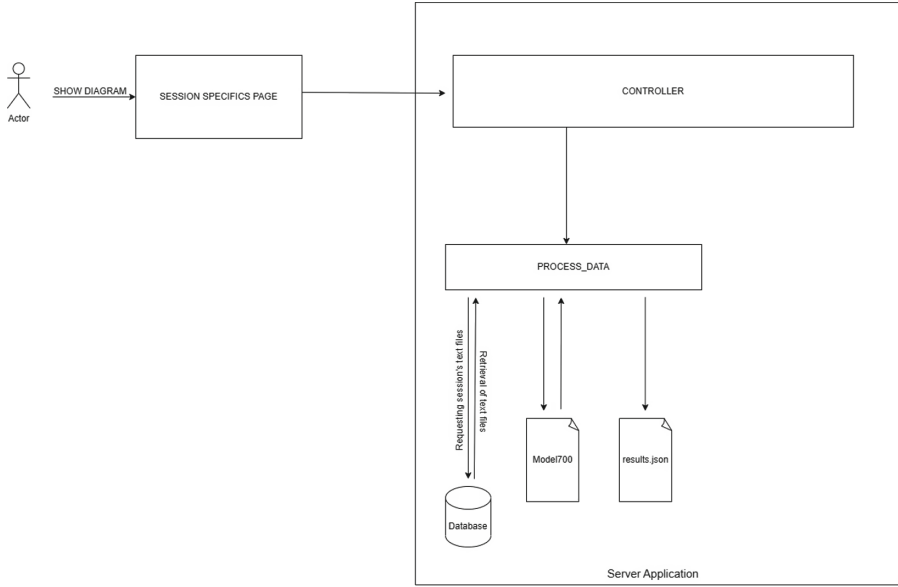 SHOW DIAGRAM
Actor
SESSION SPECIFICS PAGE
CONTROLLER
PROCESS_DATA
Requesting session's text files
Retrieval of text files
Model700
results.json
Database
Server Application